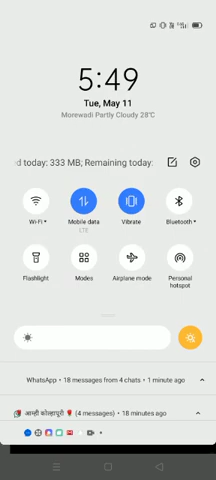 5:49
Tue, May 11
Morewadi Partly Cloudy 28°C
d today: 333 MB; Remaining today:
Wi-Fi
Mobile data
LTE
Vibrate
Bluetooth
Flashlight
Modes
Airplane mode
Personal hotspot
WhatsApp • 18 messages from 4 chats • 1 minute ago
आम्ही कोल्हापूरी (4 messages) • 18 minutes ago